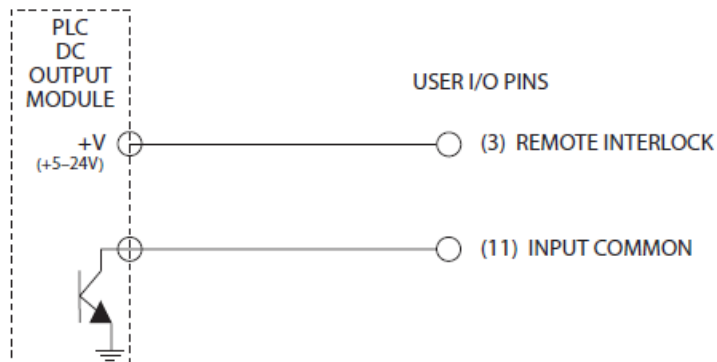 PLC
DC
OUTPUT
MODULE
USER I/O PINS
+V
(+5–24V)
(3) REMOTE INTERLOCK
(11) INPUT COMMON